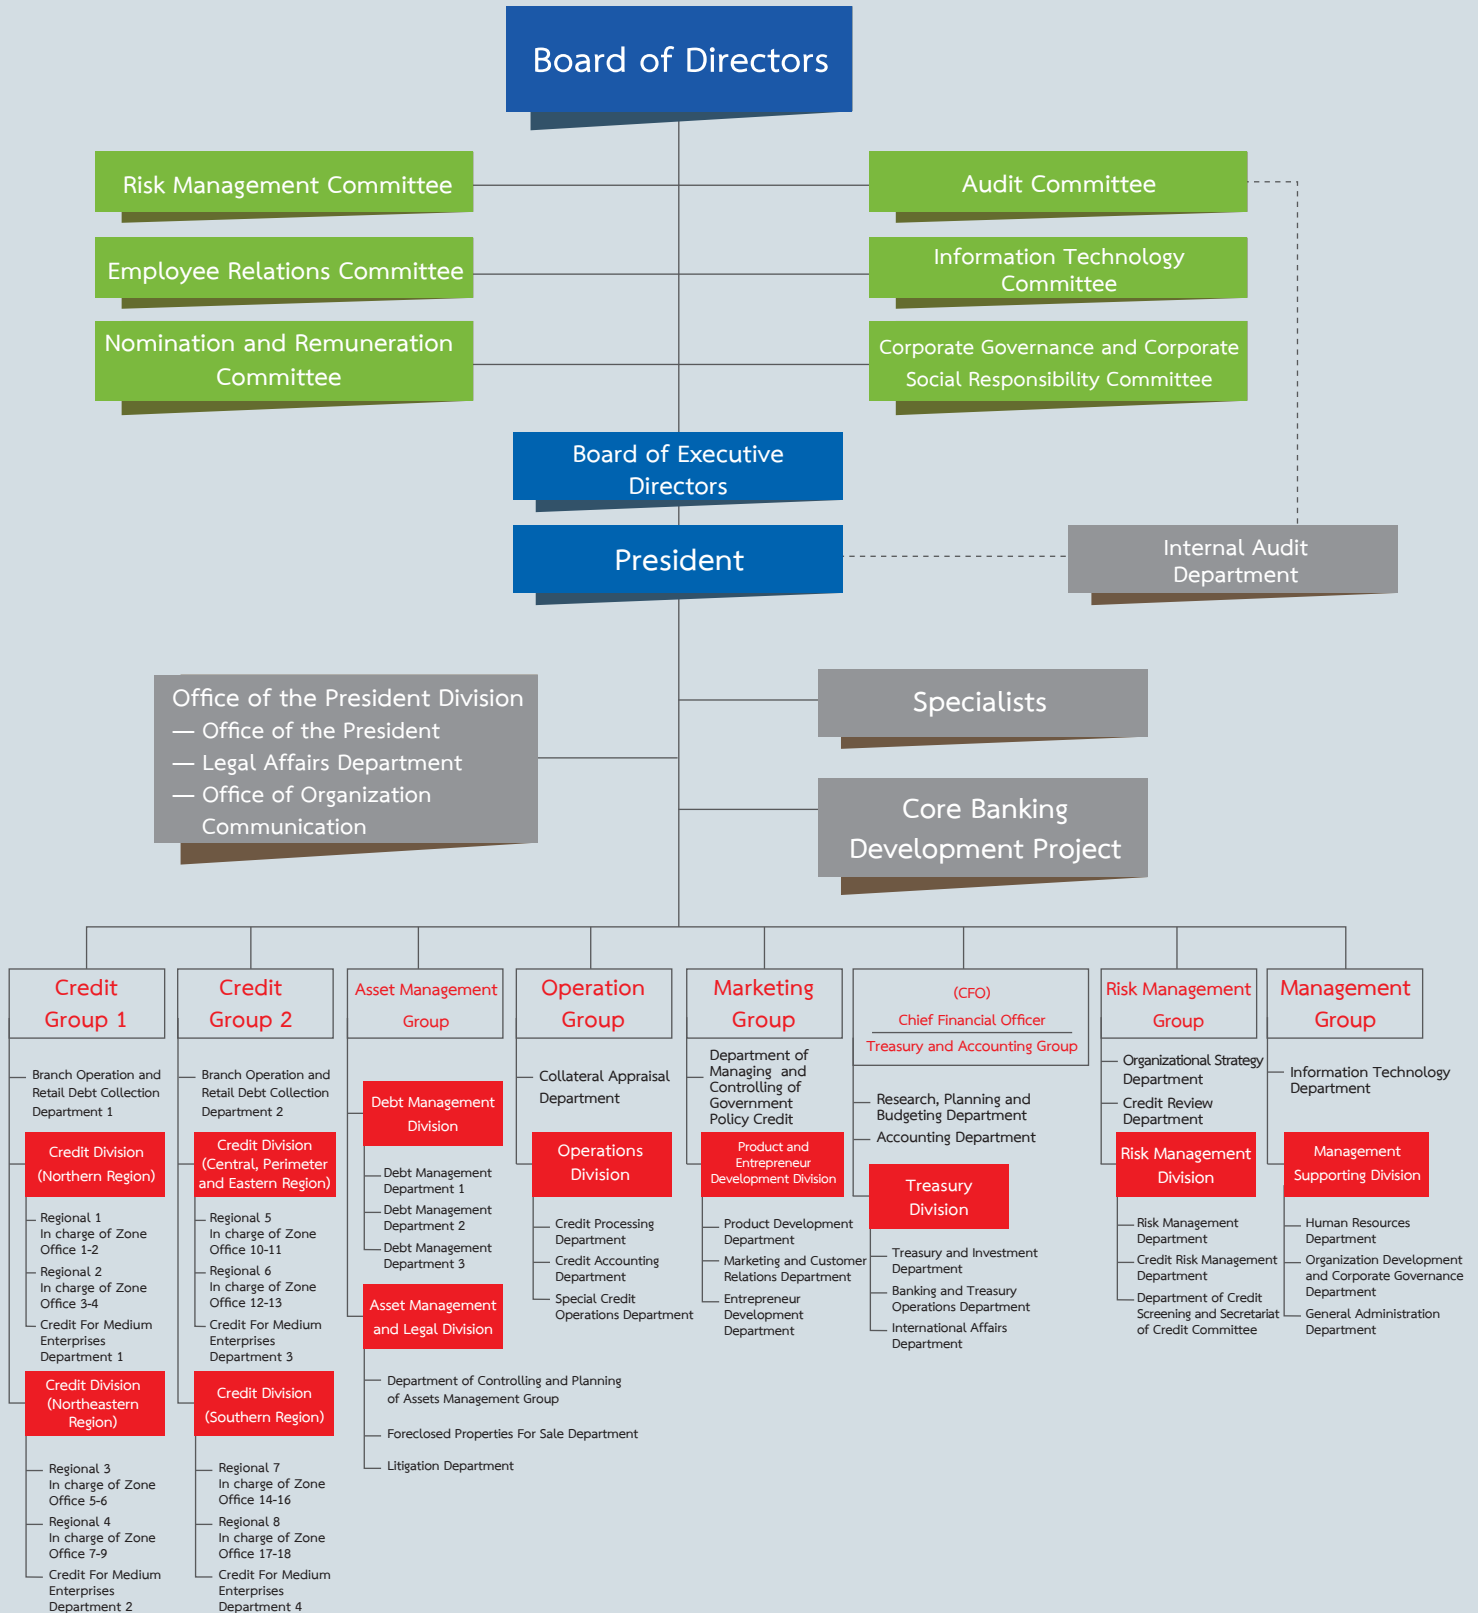 Board of Directors
Risk Management Committee
Audit Committee
Employee Relations Committee
Information Technology
Committee
Nomination and Remuneration
Committee
Corporate Governance and Corporate
Social Responsibility Committee
Board of Executive
Directors
President
Internal Audit
Department
Office of the President Division
— Office of the President
— Legal Affairs Department
— Office of Organization
Communication
Specialists
Core Banking
Development Project
Credit
Group 1
Branch Operation and
Retail Debt Collection
Department 1
Credit Division
(Northern Region)
Regional 1
In charge of Zone
Office 1-2
Regional 2
In charge of Zone
Office 3-4
Credit For Medium
Enterprises
Department 1
Credit Division
(Northeastern
Region)
Regional 3
In charge of Zone
Office 5-6
Regional 4
In charge of Zone
Office 7-9
Credit For Medium
Enterprises
Department 2
Credit
Group 2
Branch Operation and
Retail Debt Collection
Department 2
Credit Division
(Central, Perimeter
and Eastern Region)
Regional 5
In charge of Zone
Office 10-11
Regional 6
In charge of Zone
Office 12-13
Credit For Medium
Enterprises
Department 3
Credit Division
(Southern Region)
Regional 7
In charge of Zone
Office 14-16
Regional 8
In charge of Zone
Office 17-18
Credit For Medium
Enterprises
Department 4
Asset Management
Group
Debt Management
Division
Debt Management
Department 1
Debt Management
Department 2
Debt Management
Department 3
Asset Management
and Legal Division
Department of Controlling and Planning
of Assets Management Group
Foreclosed Properties For Sale Department
Litigation Department
Operation
Group
Collateral Appraisal
Department
Operations
Division
Credit Processing
Department
Credit Accounting
Department
Special Credit
Operations Department
Marketing
Group
Department of
Managing and
Controlling of
Government
Policy Credit
Product and
Entrepreneur
Development Division
Product Development
Department
Marketing and Customer
Relations Department
Entrepreneur
Development
Department
(CFO)
Chief Financial Officer
Treasury and Accounting Group
Research, Planning and
Budgeting Department
Accounting Department
Treasury
Division
Treasury and Investment
Department
Banking and Treasury
Operations Department
International Affairs
Department
Risk Management
Group
Organizational Strategy
Department
Credit Review
Department
Risk Management
Division
Risk Management
Department
Credit Risk Management
Department
Department of Credit
Screening and Secretariat
of Credit Committee
Management
Group
Information Technology
Department
Management
Supporting Division
Human Resources
Department
Organization Development
and Corporate Governance
Department
General Administration
Department